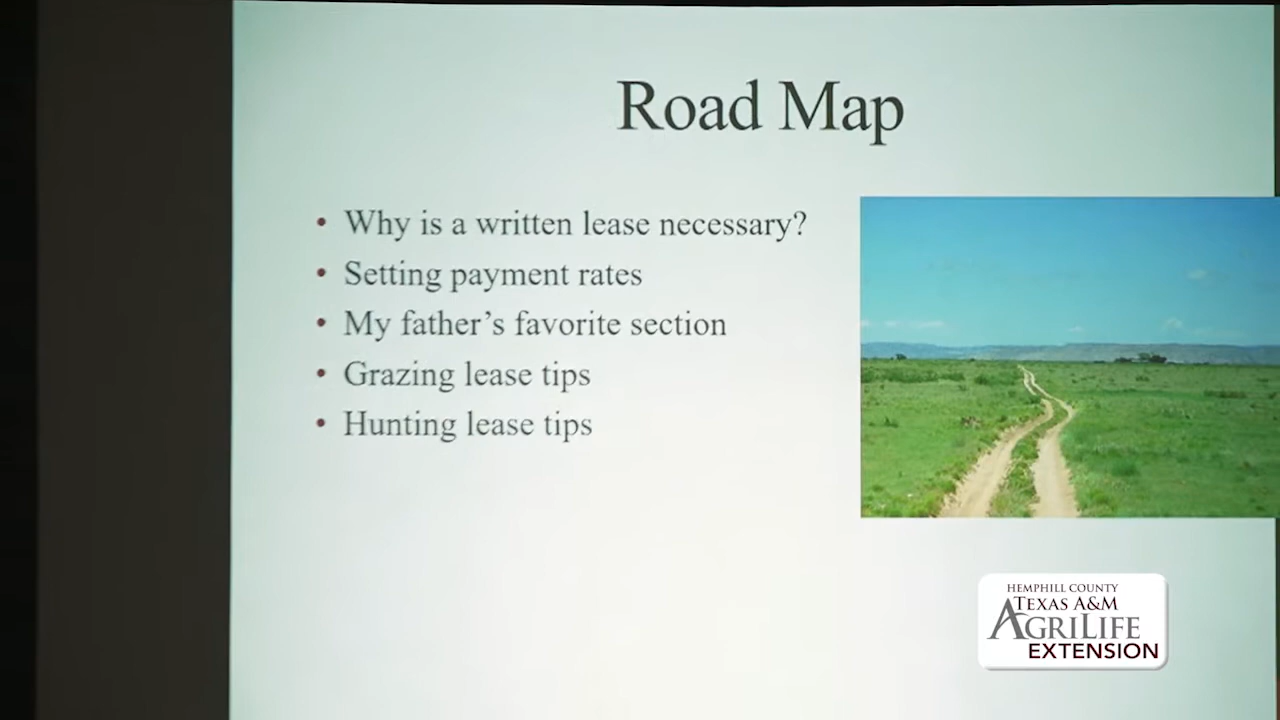 Road Map
• Why is a written lease necessary?
• Setting payment rates
• My father's favorite section
• Grazing lease tips
• Hunting lease tips
HEMPHILL COUNTY
TEXAS A&M
AGRILIFE
EXTENSION